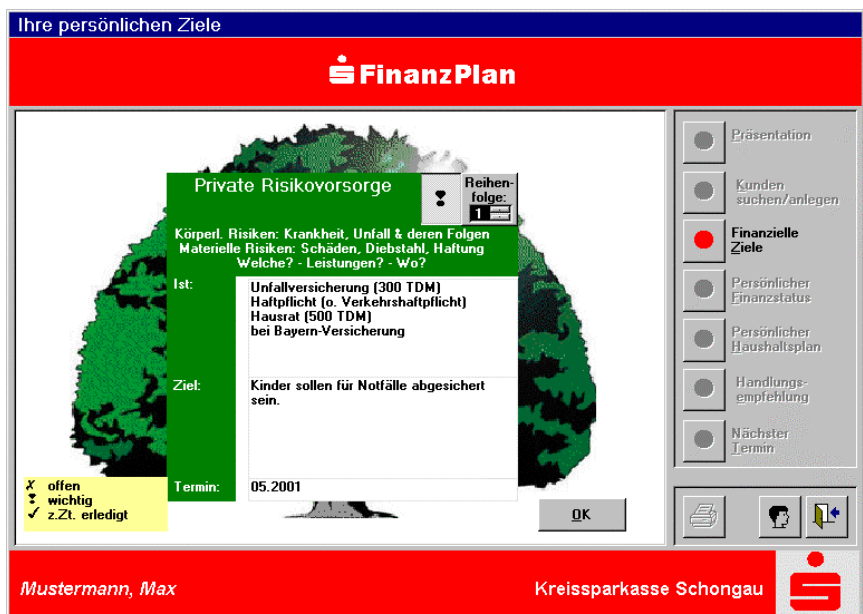 Ihre persönlichen Ziele
FinanzPlan
Private Risikovorsorge
Reihen-
folge:
1
Körperl. Risiken: Krankheit, Unfall & deren Folgen
Materielle Risiken: Schäden, Diebstahl, Haftung
Welche? - Leistungen? - Wo?
Ist:
Unfallversicherung (300 TDM)
Haftpflicht (o. Verkehrshaftpflicht)
Hausrat (500 TDM)
bei Bayern-Versicherung
Ziel:
Kinder sollen für Notfälle abgesichert
sein.
Termin:
05.2001
✗ offen
❢ wichtig
✓ z.Zt. erledigt
OK
Präsentation
Kunden
suchen/anlegen
Finanzielle
Ziele
Persönlicher
Finanzstatus
Persönlicher
Haushaltsplan
Handlungs-
empfehlung
Nächster
Termin
Mustermann, Max
Kreissparkasse Schongau